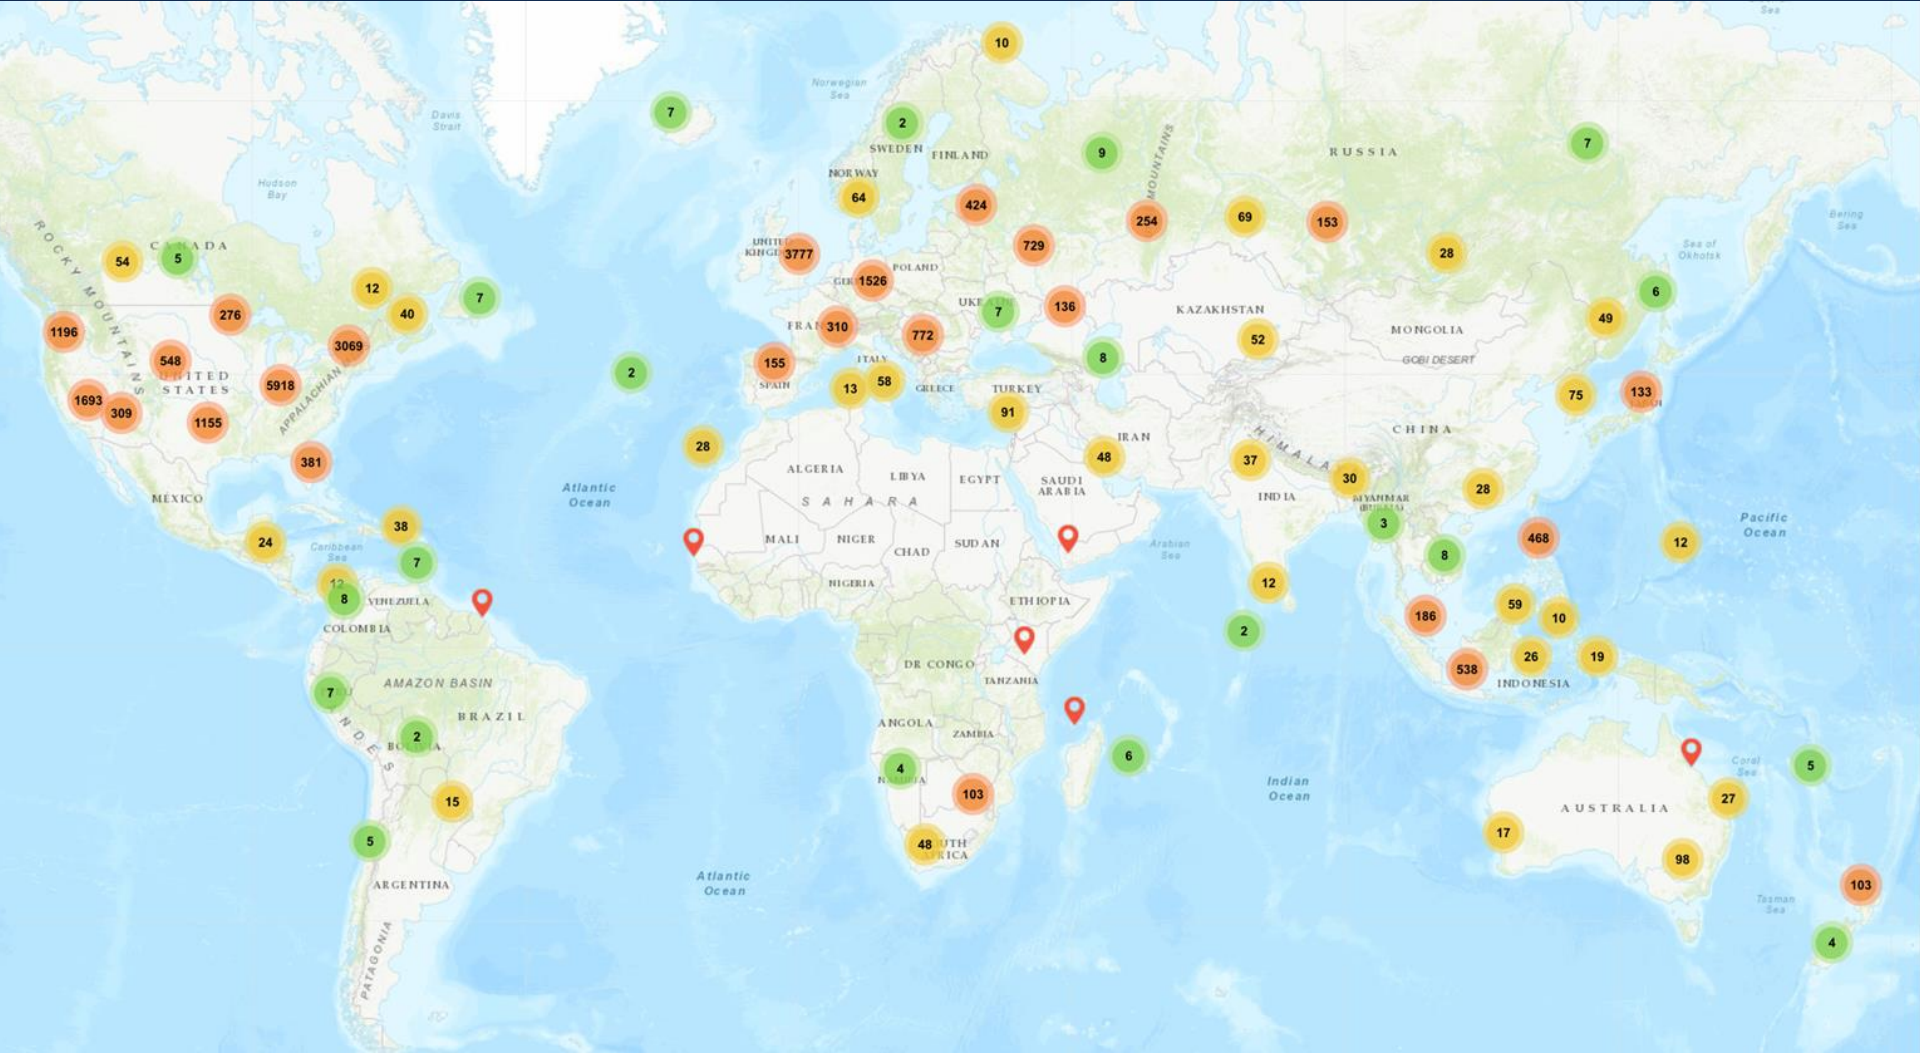 Sea
10
Norwegian
Sea
7
Davis
Strait
2
SWEDEN
FINLAND
9
MOUNTAINS
RUSSIA
7
Hudson
Bay
NORWAY
64
424
254
69
153
Bering
Sea
ROCKY MOUNTAINS
CANADA
54
5
UNITED
3777
729
28
Sea of
Okhotsk
POLAND
1526
12
7
6
276
40
7
136
KAZAKHSTAN
49
1196
310
772
MONGOLIA
3069
52
GOBI DESERT
548
UNITED
STATES
2
155
SPAIN
ITALY
8
5918
APPALACHIAN
13
58
GREECE
TURKEY
75
133
1693
309
1155
91
CHINA
28
IRAN
48
37
HIMALA
381
ALGERIA
LIBYA
EGYPT
SAUDI
ARABIA
30
28
MÉXICO
Atlantic
Ocean
SAHARA
INDIA
MYANMAR
(BURMA)
38
3
Pacific
Ocean
24
Caribbean
Sea
MALI
NIGER
CHAD
SUDAN
Arabian
Sea
468
12
7
8
12
8
VENEZUELA
NIGERIA
ETHIOPIA
12
59
10
186
COLOMBIA
2
DR CONGO
26
19
538
INDONESIA
TANZANIA
7
AMAZON BASIN
BRAZIL
ANDES
ANGOLA
ZAMBIA
2
6
Coral
Sea
5
4
Indian
Ocean
15
103
AUSTRALIA
27
5
48
17
98
Atlantic
Ocean
ARGENTINA
103
Tasman
Sea
PATAGONIA
4